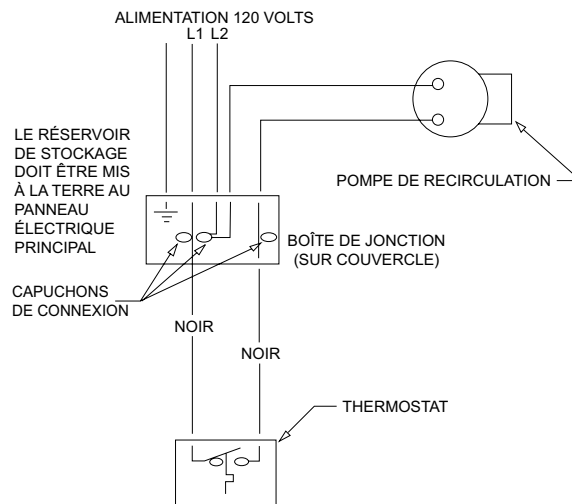 ALIMENTATION 120 VOLTS
L1 L2
LE RÉSERVOIR
DE STOCKAGE
DOIT ÊTRE MIS
À LA TERRE AU
PANNEAU
ÉLECTRIQUE
PRINCIPAL
POMPE DE RECIRCULATION
BOÎTE DE JONCTION
(SUR COUVERCLE)
CAPUCHONS
DE CONNEXION
NOIR
NOIR
THERMOSTAT